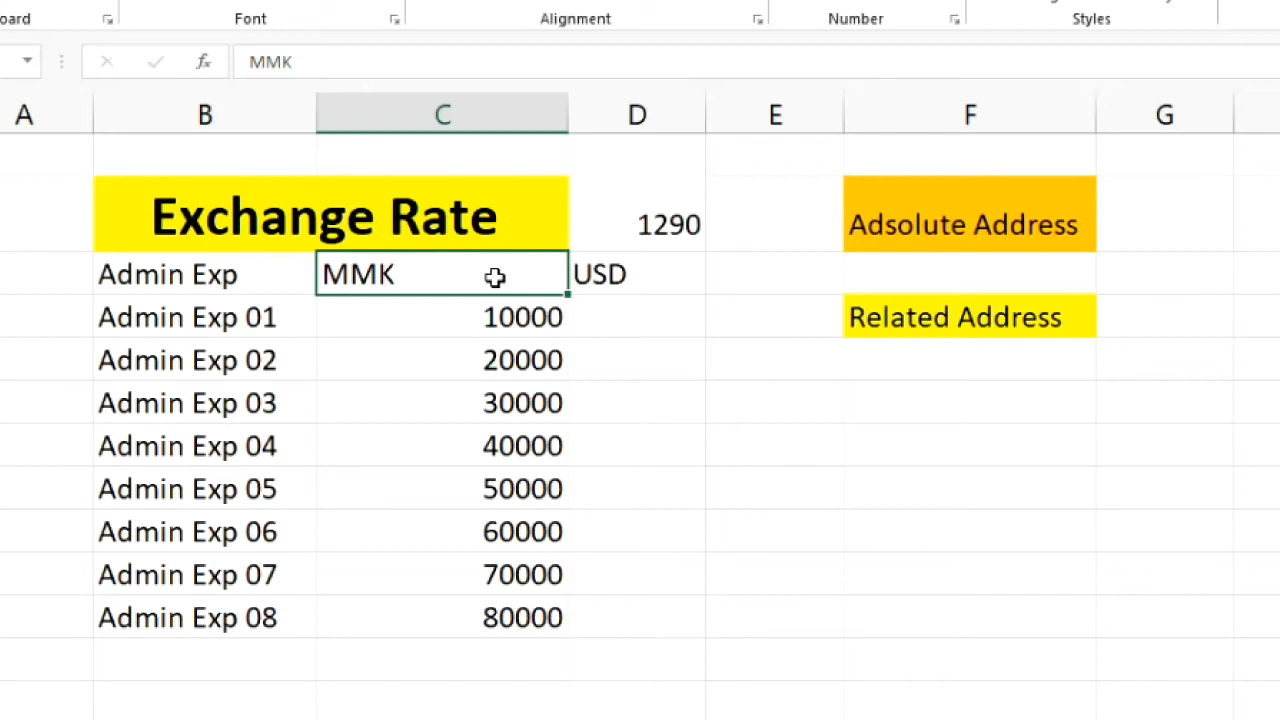 oard Font Alignment Number Styles
fx MMK
A B C D E F G
Exchange Rate 1290 Adsolute Address
Admin Exp MMK USD
Admin Exp 01 10000 Related Address
Admin Exp 02 20000
Admin Exp 03 30000
Admin Exp 04 40000
Admin Exp 05 50000
Admin Exp 06 60000
Admin Exp 07 70000
Admin Exp 08 80000